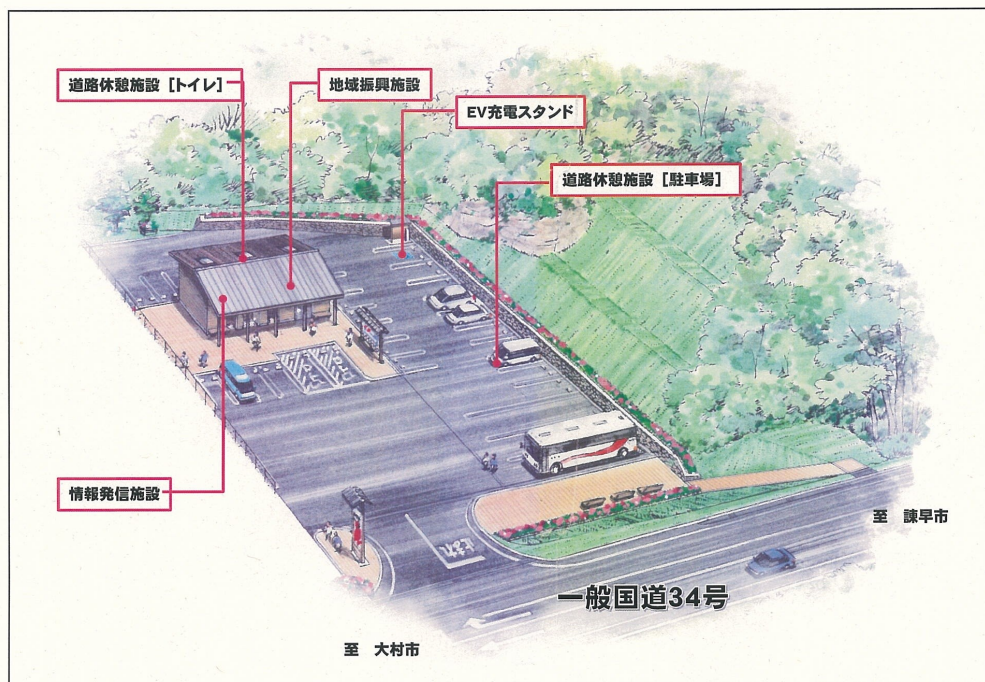 道路休憩施設 [トイレ]
地域振興施設
EV充電スタンド
道路休憩施設 [駐車場]
情報発信施設
至 諫早市
一般国道34号
至 大村市